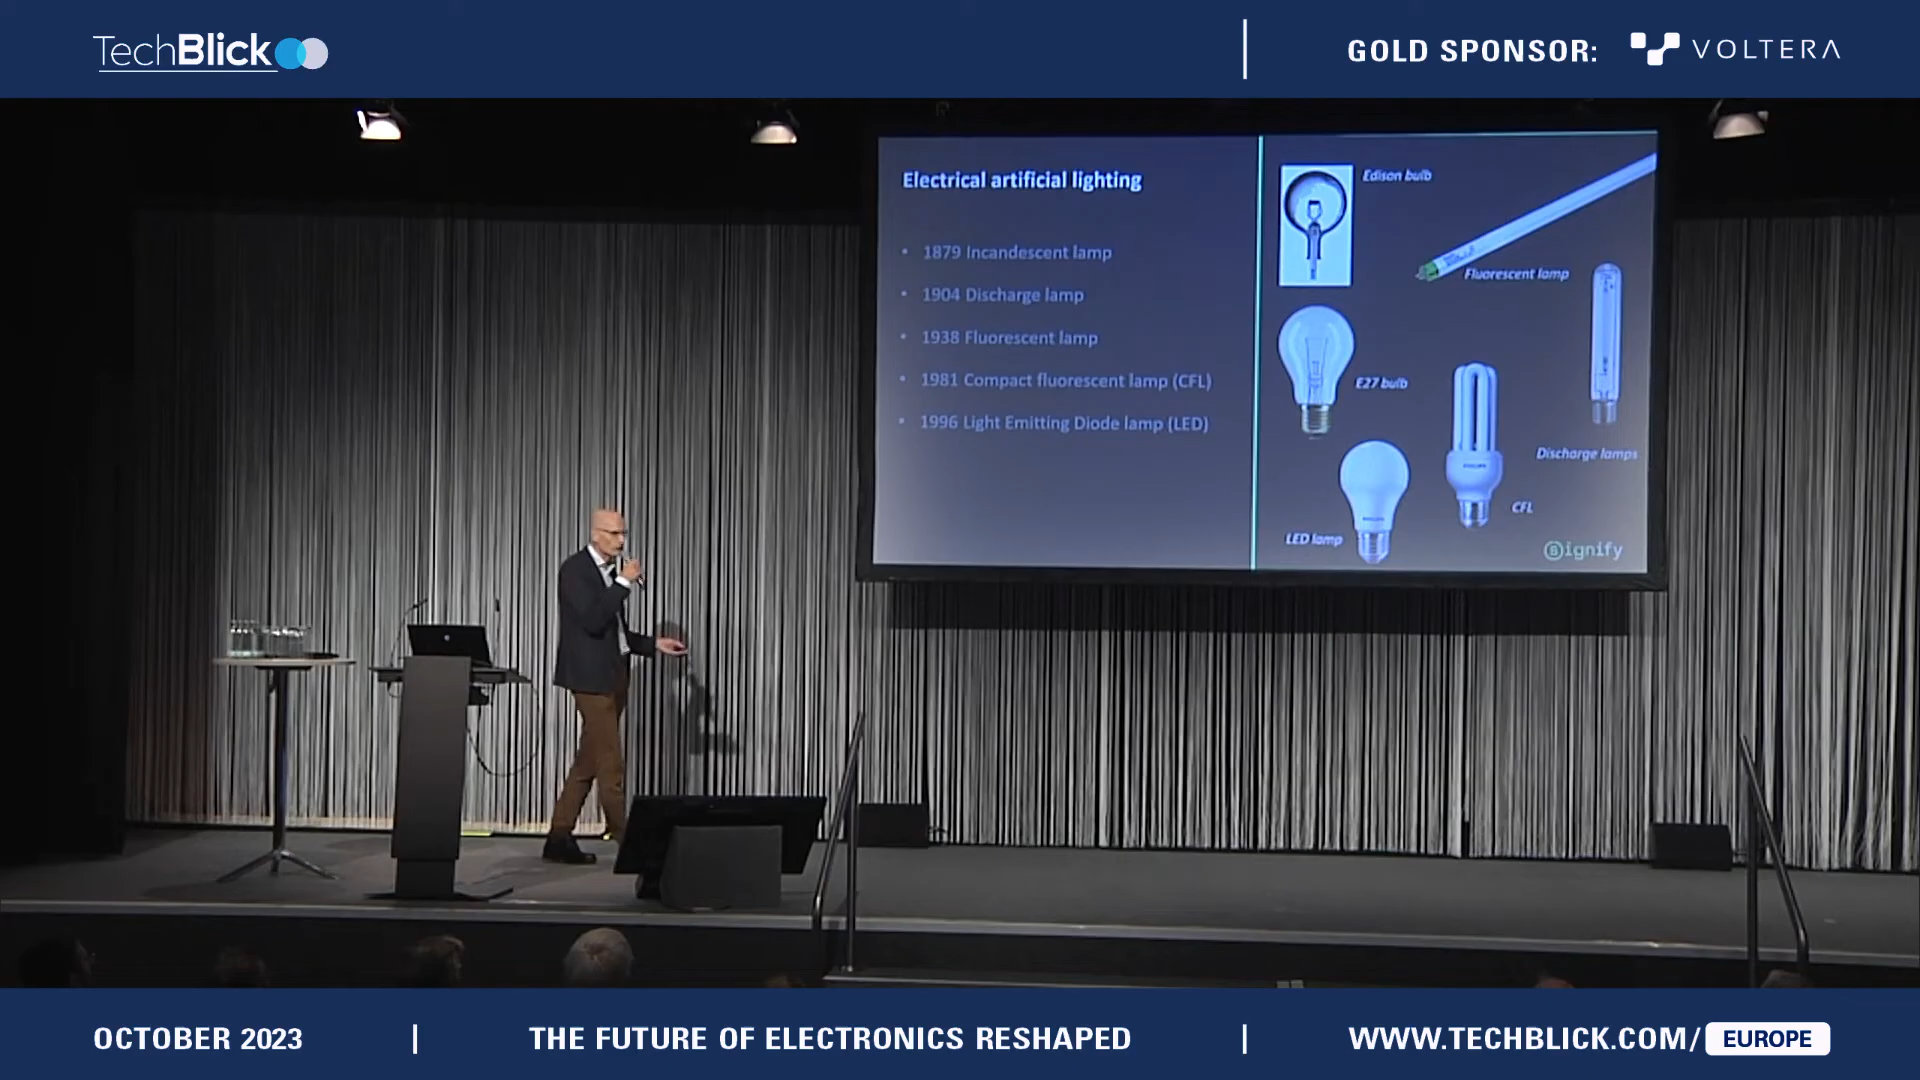 TechBlick
GOLD SPONSOR:
VOLTERA
Electrical artificial lighting
• 1879 Incandescent lamp
• 1904 Discharge lamp
• 1938 Fluorescent lamp
• 1981 Compact fluorescent lamp (CFL)
• 1996 Light Emitting Diode lamp (LED)
Edison bulb
Fluorescent lamp
E27 bulb
Discharge lamps
PHILIPS
CFL
PHILIPS
LED lamp
Signify
OCTOBER 2023
THE FUTURE OF ELECTRONICS RESHAPED
WWW.TECHBLICK.COM/ EUROPE